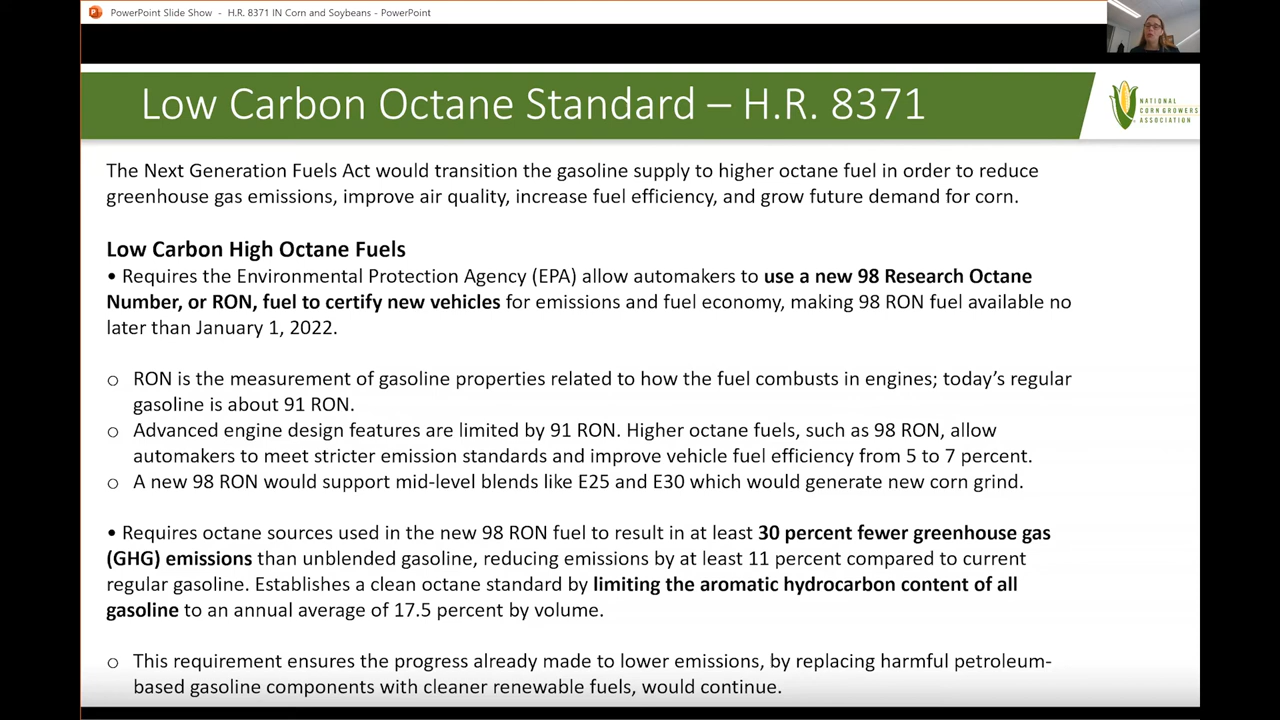 PowerPoint Slide Show - H.R. 8371 IN Corn and Soybeans - PowerPoint
Low Carbon Octane Standard – H.R. 8371
NATIONAL
CORN GROWERS
ASSOCIATION
The Next Generation Fuels Act would transition the gasoline supply to higher octane fuel in order to reduce
greenhouse gas emissions, improve air quality, increase fuel efficiency, and grow future demand for corn.
Low Carbon High Octane Fuels
• Requires the Environmental Protection Agency (EPA) allow automakers to use a new 98 Research Octane
Number, or RON, fuel to certify new vehicles for emissions and fuel economy, making 98 RON fuel available no
later than January 1, 2022.
o RON is the measurement of gasoline properties related to how the fuel combusts in engines; today’s regular
gasoline is about 91 RON.
o Advanced engine design features are limited by 91 RON. Higher octane fuels, such as 98 RON, allow
automakers to meet stricter emission standards and improve vehicle fuel efficiency from 5 to 7 percent.
o A new 98 RON would support mid-level blends like E25 and E30 which would generate new corn grind.
• Requires octane sources used in the new 98 RON fuel to result in at least 30 percent fewer greenhouse gas
(GHG) emissions than unblended gasoline, reducing emissions by at least 11 percent compared to current
regular gasoline. Establishes a clean octane standard by limiting the aromatic hydrocarbon content of all
gasoline to an annual average of 17.5 percent by volume.
o This requirement ensures the progress already made to lower emissions, by replacing harmful petroleum-
based gasoline components with cleaner renewable fuels, would continue.